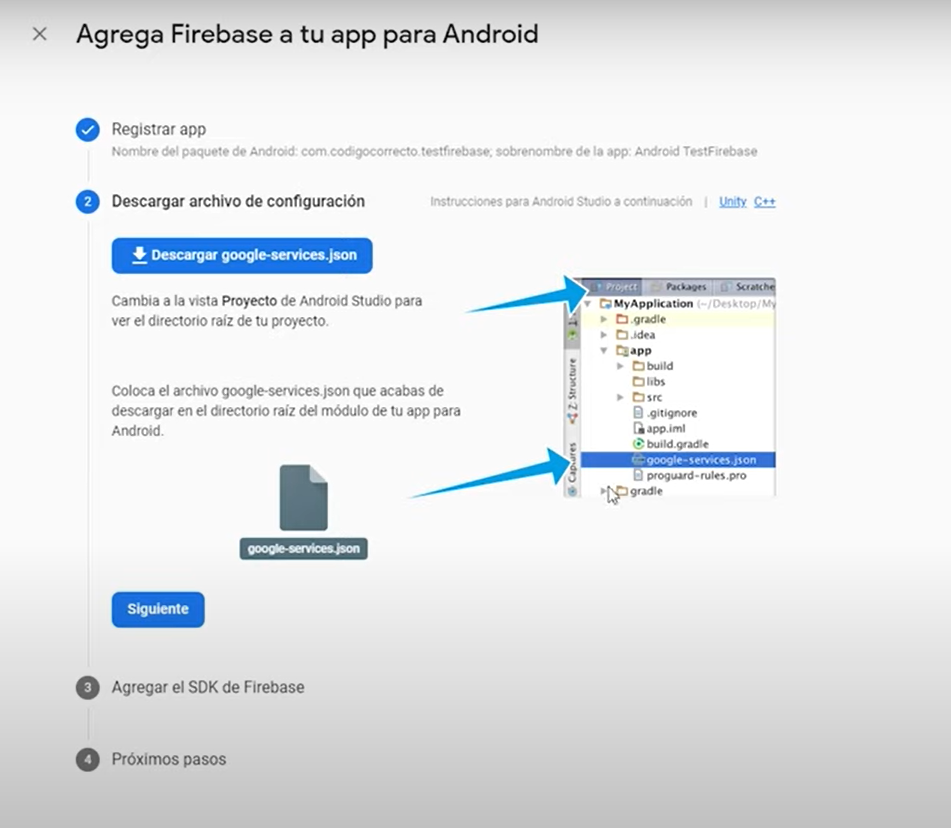 Agrega Firebase a tu app para Android
Registrar app
Nombre del paquete de Android: com.codigocorrecto.testfirebase; sobrenombre de la app: Android TestFirebase
2 Descargar archivo de configuración
Instrucciones para Android Studio a continuación | Unity C++
Descargar google-services.json
Cambia a la vista Proyecto de Android Studio para
ver el directorio raíz de tu proyecto.
Coloca el archivo google-services.json que acabas de
descargar en el directorio raíz del módulo de tu app para
Android.
google-services.json
Project Packages Scratche
MyApplication (~/Desktop/My
.gradle
.idea
app
build
libs
src
.gitignore
app.iml
build.gradle
google-services.json
proguard-rules.pro
gradle
Z: Structure
Captures
Siguiente
3 Agregar el SDK de Firebase
4 Próximos pasos